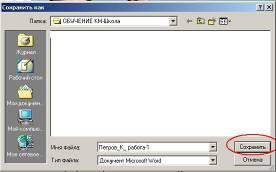 Сохранить как
Папка: ОБУЧЕНИЕ КМ-Школа
Журнал
Рабочий стол
Мои докумен...
Мой компью...
Мое сетевое
Имя файла: Петров_К_ работа-1
Сохранить
Тип файла: Документ Microsoft Word
Отмена